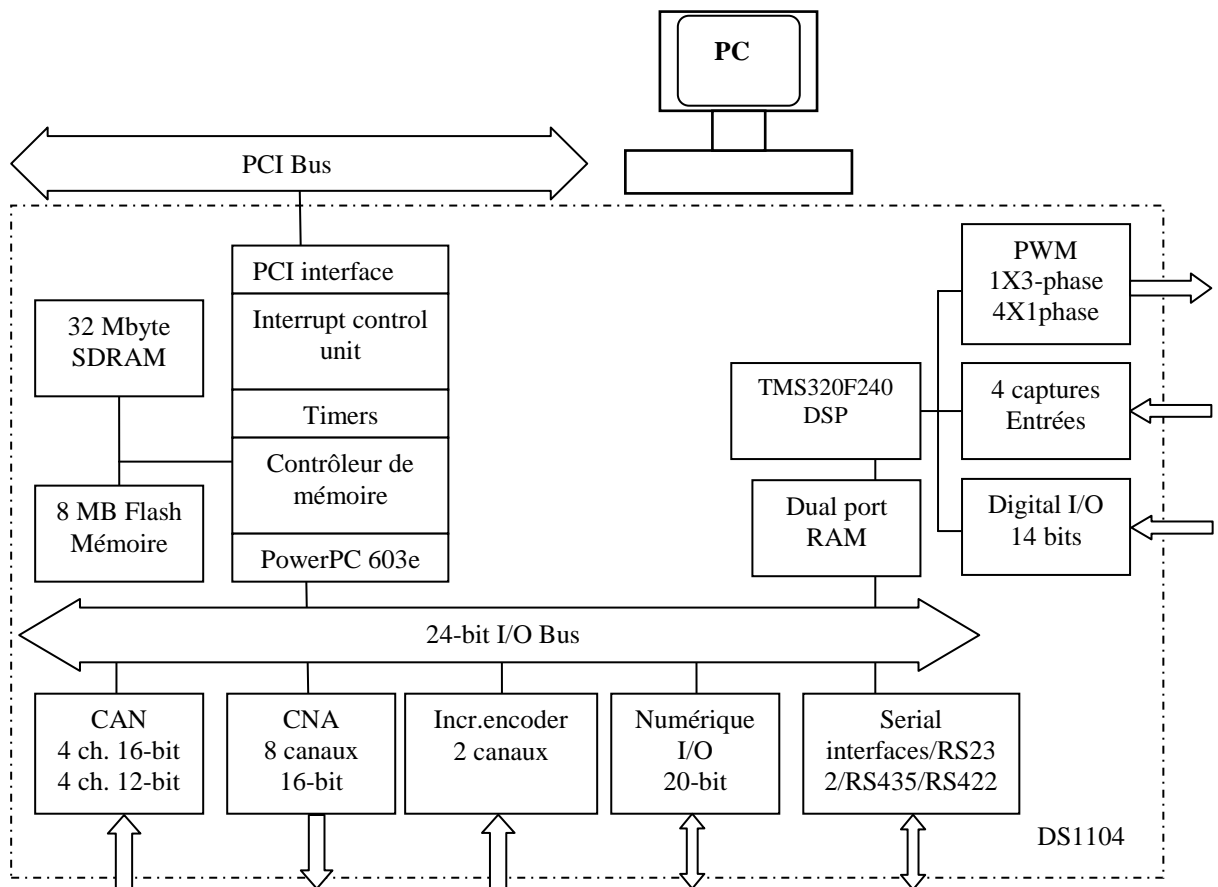 PC
PCI Bus
PCI interface
Interrupt control
unit
Timers
Contrôleur de
mémoire
PowerPC 603e
32 Mbyte
SDRAM
8 MB Flash
Mémoire
PWM
1X3-phase
4X1phase
TMS320F240
DSP
4 captures
Entrées
Dual port
RAM
Digital I/O
14 bits
24-bit I/O Bus
CAN
4 ch. 16-bit
4 ch. 12-bit
CNA
8 canaux
16-bit
Incr.encoder
2 canaux
Numérique
I/O
20-bit
Serial
interfaces/RS23
2/RS435/RS422
DS1104